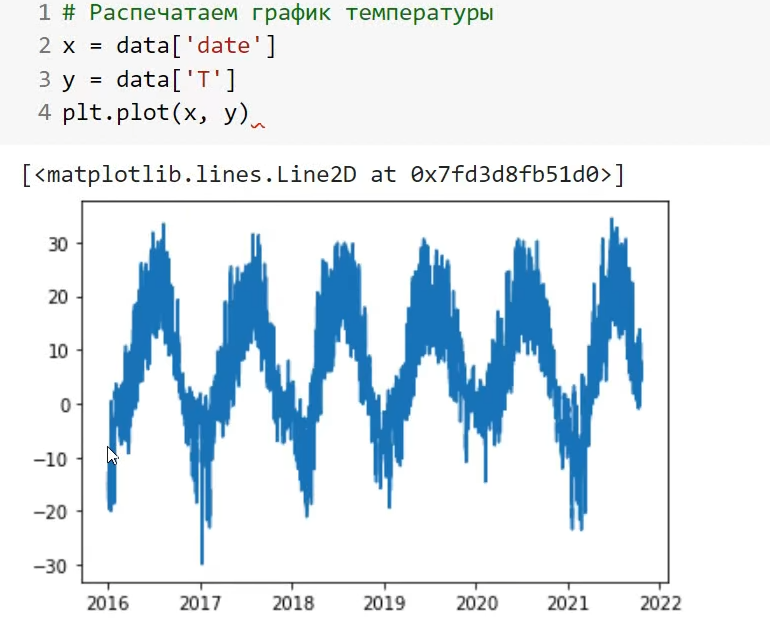 1 # Распечатаем график температуры
2 x = data['date']
3 y = data['T']
4 plt.plot(x, y)
[<matplotlib.lines.Line2D at 0x7fd3d8fb51d0>]
30
20
10
0
−10
−20
−30
2016 2017 2018 2019 2020 2021 2022